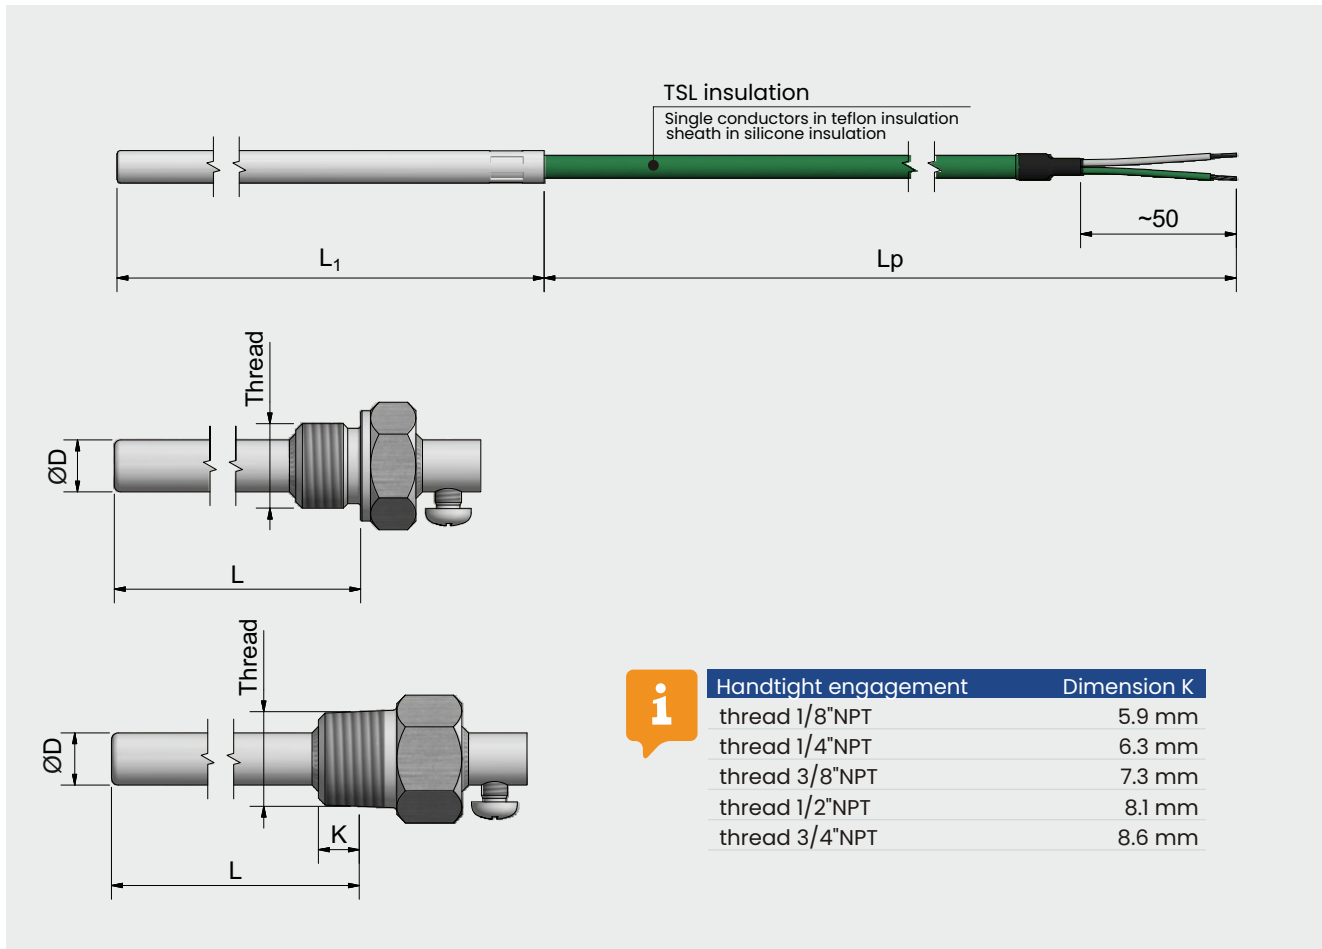 TSL insulation
Single conductors in teflon insulation
sheath in silicone insulation
~50
L₁
Lp
Thread
ØD
L
Thread
ØD
K
L
i
Handtight engagement Dimension K
thread 1/8"NPT 5.9 mm
thread 1/4"NPT 6.3 mm
thread 3/8"NPT 7.3 mm
thread 1/2"NPT 8.1 mm
thread 3/4"NPT 8.6 mm